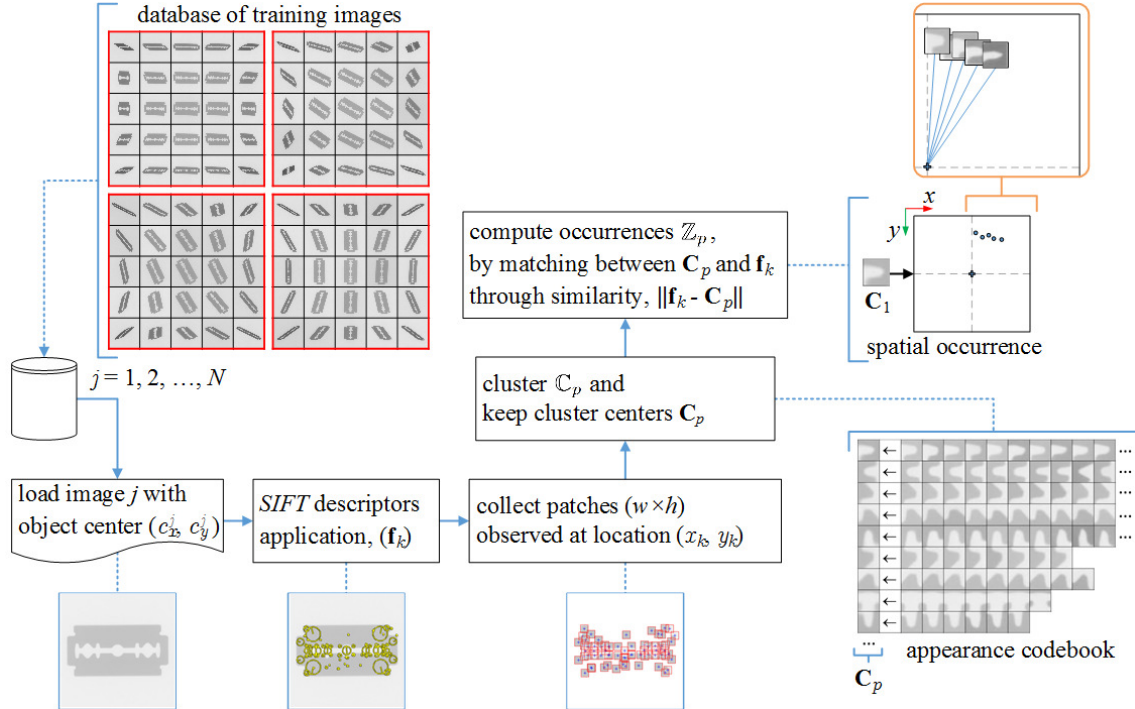 database of training images
j = 1, 2, …, N
load image j with
object center (c_x^j, c_y^j)
SIFT descriptors
application, (f_k)
collect patches (w×h)
observed at location (x_k, y_k)
cluster ℂ_p and
keep cluster centers C_p
compute occurrences ℤ_p,
by matching between C_p and f_k
through similarity, ||f_k - C_p||
x
y
C_1
spatial occurrence
← ...
← ...
← ...
← ...
← ...
←
←
←
←
...
C_p
appearance codebook